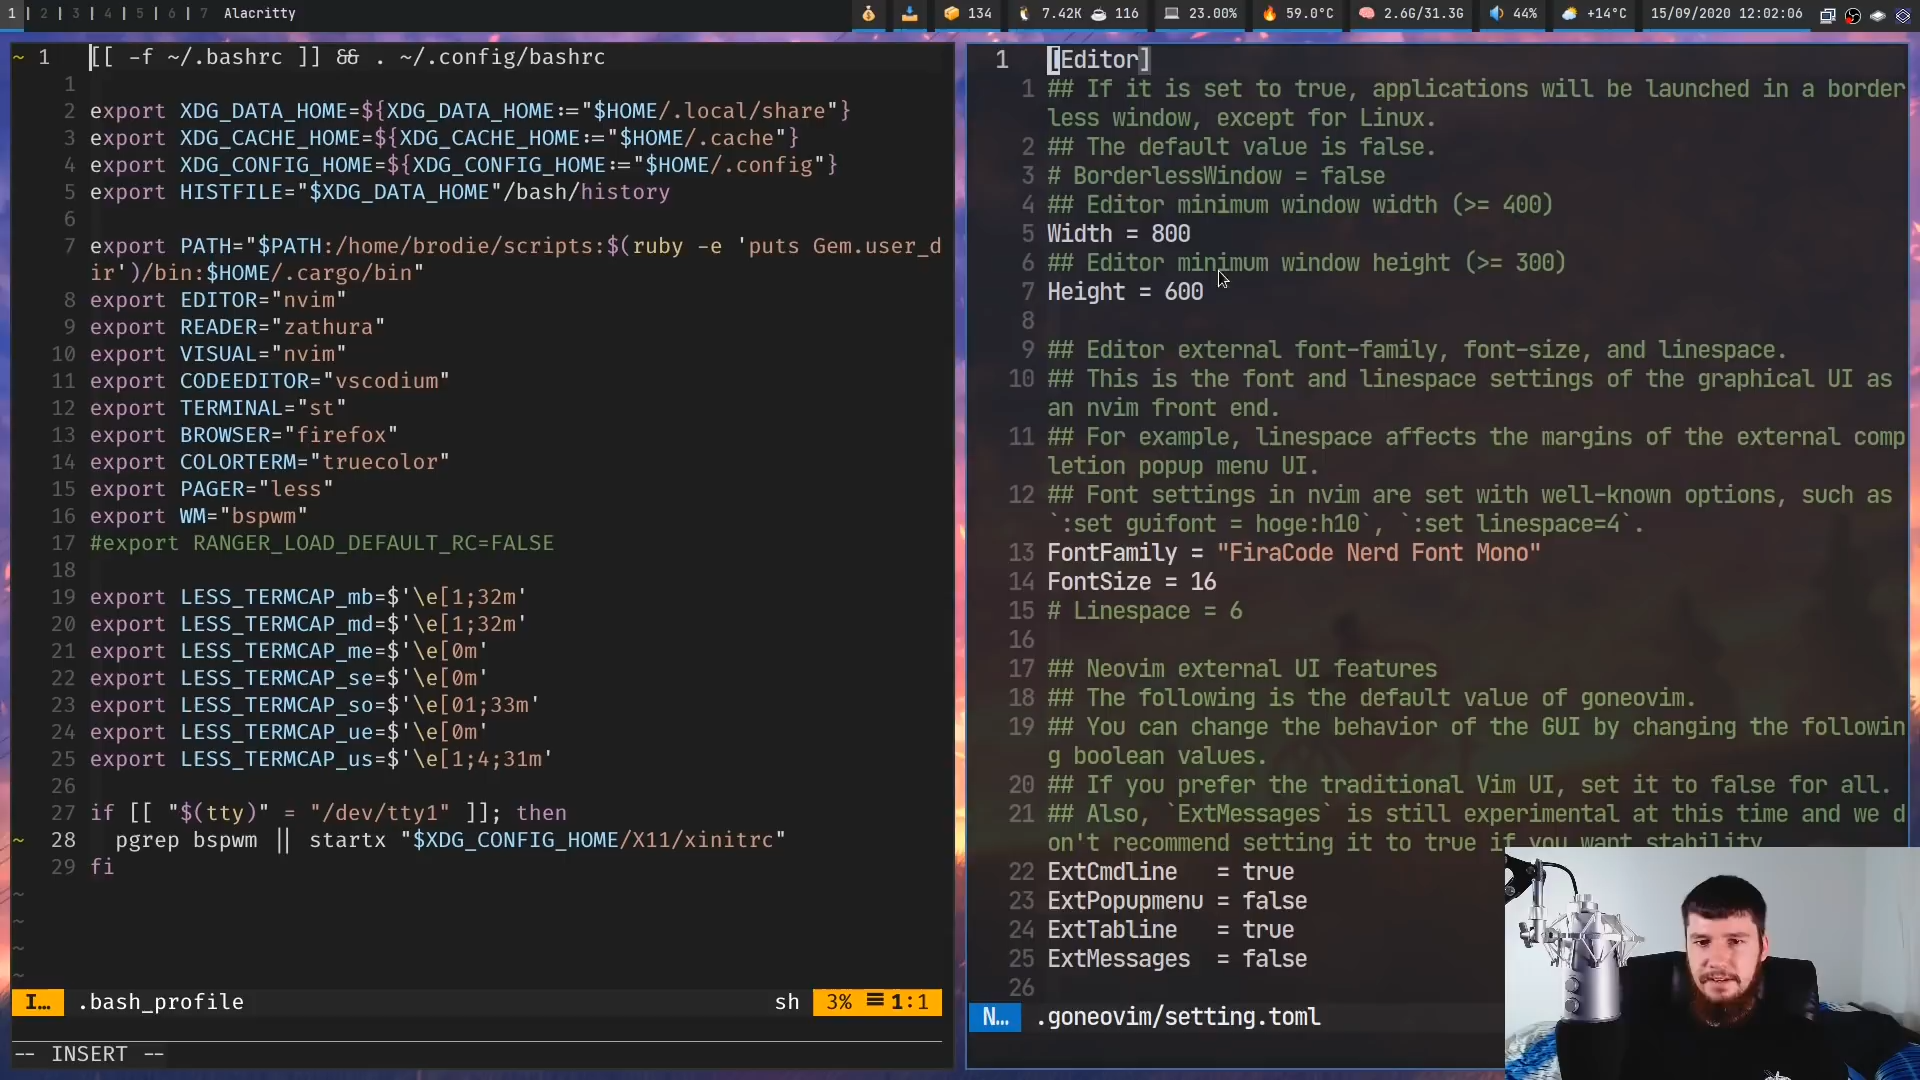 1 | 2 | 3 | 4 | 5 | 6 | 7 Alacritty
134 7.42K 116 23.00% 59.0°C 2.6G/31.3G 44% +14°C 15/09/2020 12:02:06
~ 1 [[ -f ~/.bashrc ]] && . ~/.config/bashrc
1
2 export XDG_DATA_HOME=${XDG_DATA_HOME:="$HOME/.local/share"}
3 export XDG_CACHE_HOME=${XDG_CACHE_HOME:="$HOME/.cache"}
4 export XDG_CONFIG_HOME=${XDG_CONFIG_HOME:="$HOME/.config"}
5 export HISTFILE="$XDG_DATA_HOME"/bash/history
6
7 export PATH="$PATH:/home/brodie/scripts:$(ruby -e 'puts Gem.user_d
ir')/bin:$HOME/.cargo/bin"
8 export EDITOR="nvim"
9 export READER="zathura"
10 export VISUAL="nvim"
11 export CODEEDITOR="vscodium"
12 export TERMINAL="st"
13 export BROWSER="firefox"
14 export COLORTERM="truecolor"
15 export PAGER="less"
16 export WM="bspwm"
17 #export RANGER_LOAD_DEFAULT_RC=FALSE
18
19 export LESS_TERMCAP_mb=$'\e[1;32m'
20 export LESS_TERMCAP_md=$'\e[1;32m'
21 export LESS_TERMCAP_me=$'\e[0m'
22 export LESS_TERMCAP_se=$'\e[0m'
23 export LESS_TERMCAP_so=$'\e[01;33m'
24 export LESS_TERMCAP_ue=$'\e[0m'
25 export LESS_TERMCAP_us=$'\e[1;4;31m'
26
27 if [[ "$(tty)" = "/dev/tty1" ]]; then
~ 28 pgrep bspwm || startx "$XDG_CONFIG_HOME/X11/xinitrc"
29 fi
~
~
~
~
I… .bash_profile sh 3% ☰ 1:1
-- INSERT --
1 [Editor]
1 ## If it is set to true, applications will be launched in a border
less window, except for Linux.
2 ## The default value is false.
3 # BorderlessWindow = false
4 ## Editor minimum window width (>= 400)
5 Width = 800
6 ## Editor minimum window height (>= 300)
7 Height = 600
8
9 ## Editor external font-family, font-size, and linespace.
10 ## This is the font and linespace settings of the graphical UI as
an nvim front end.
11 ## For example, linespace affects the margins of the external comp
letion popup menu UI.
12 ## Font settings in nvim are set with well-known options, such as
`:set guifont = hoge:h10`, `:set linespace=4`.
13 FontFamily = "FiraCode Nerd Font Mono"
14 FontSize = 16
15 # Linespace = 6
16
17 ## Neovim external UI features
18 ## The following is the default value of goneovim.
19 ## You can change the behavior of the GUI by changing the followin
g boolean values.
20 ## If you prefer the traditional Vim UI, set it to false for all.
21 ## Also, `ExtMessages` is still experimental at this time and we d
on't recommend setting it to true if you want stability
22 ExtCmdline = true
23 ExtPopupmenu = false
24 ExtTabline = true
25 ExtMessages = false
26
N… .goneovim/setting.toml